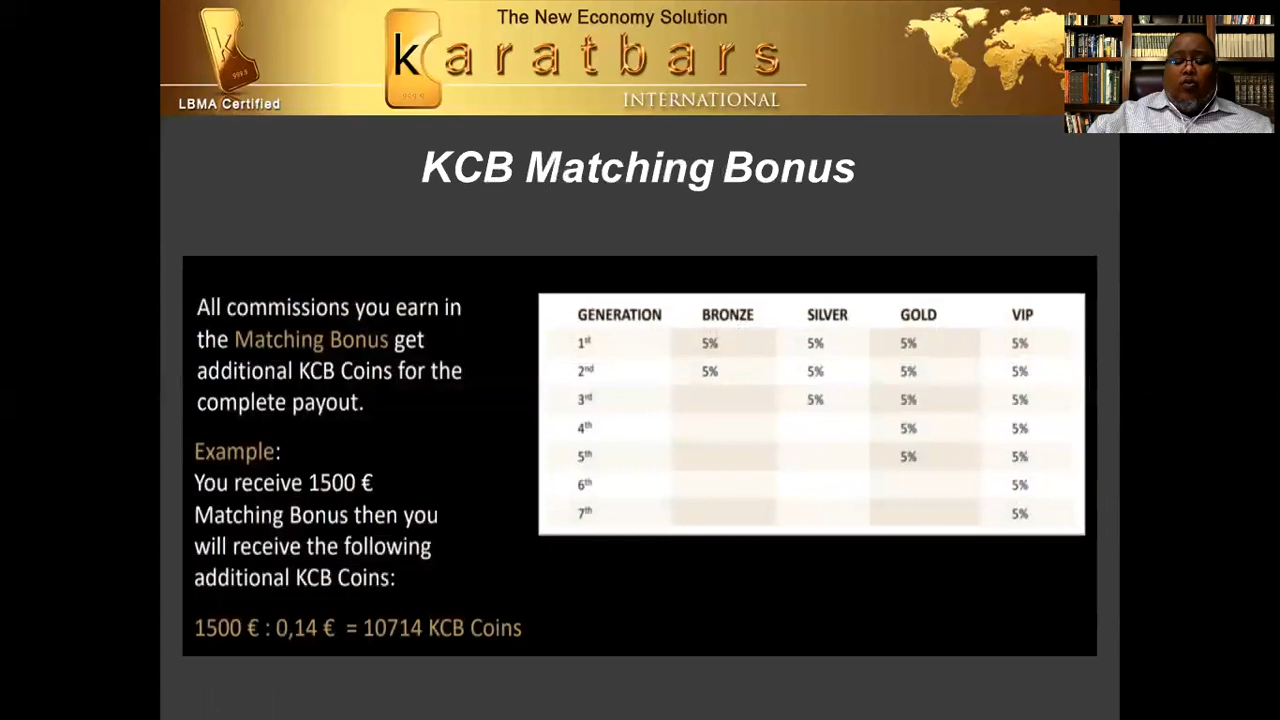 The New Economy Solution
karatbars
INTERNATIONAL
LBMA Certified
KCB Matching Bonus
All commissions you earn in
the Matching Bonus get
additional KCB Coins for the
complete payout.
Example:
You receive 1500 €
Matching Bonus then you
will receive the following
additional KCB Coins:
1500 € : 0,14 € = 10714 KCB Coins
GENERATION BRONZE SILVER GOLD VIP
1st 5% 5% 5% 5%
2nd 5% 5% 5% 5%
3rd 5% 5% 5%
4th 5% 5%
5th 5% 5%
6th 5%
7th 5%